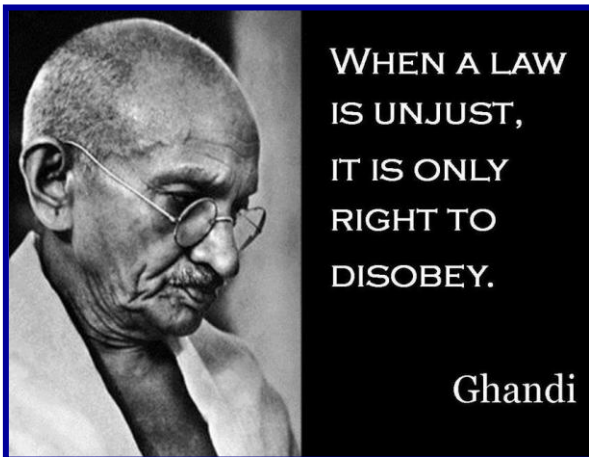 WHEN A LAW
IS UNJUST,
IT IS ONLY
RIGHT TO
DISOBEY.
Ghandi